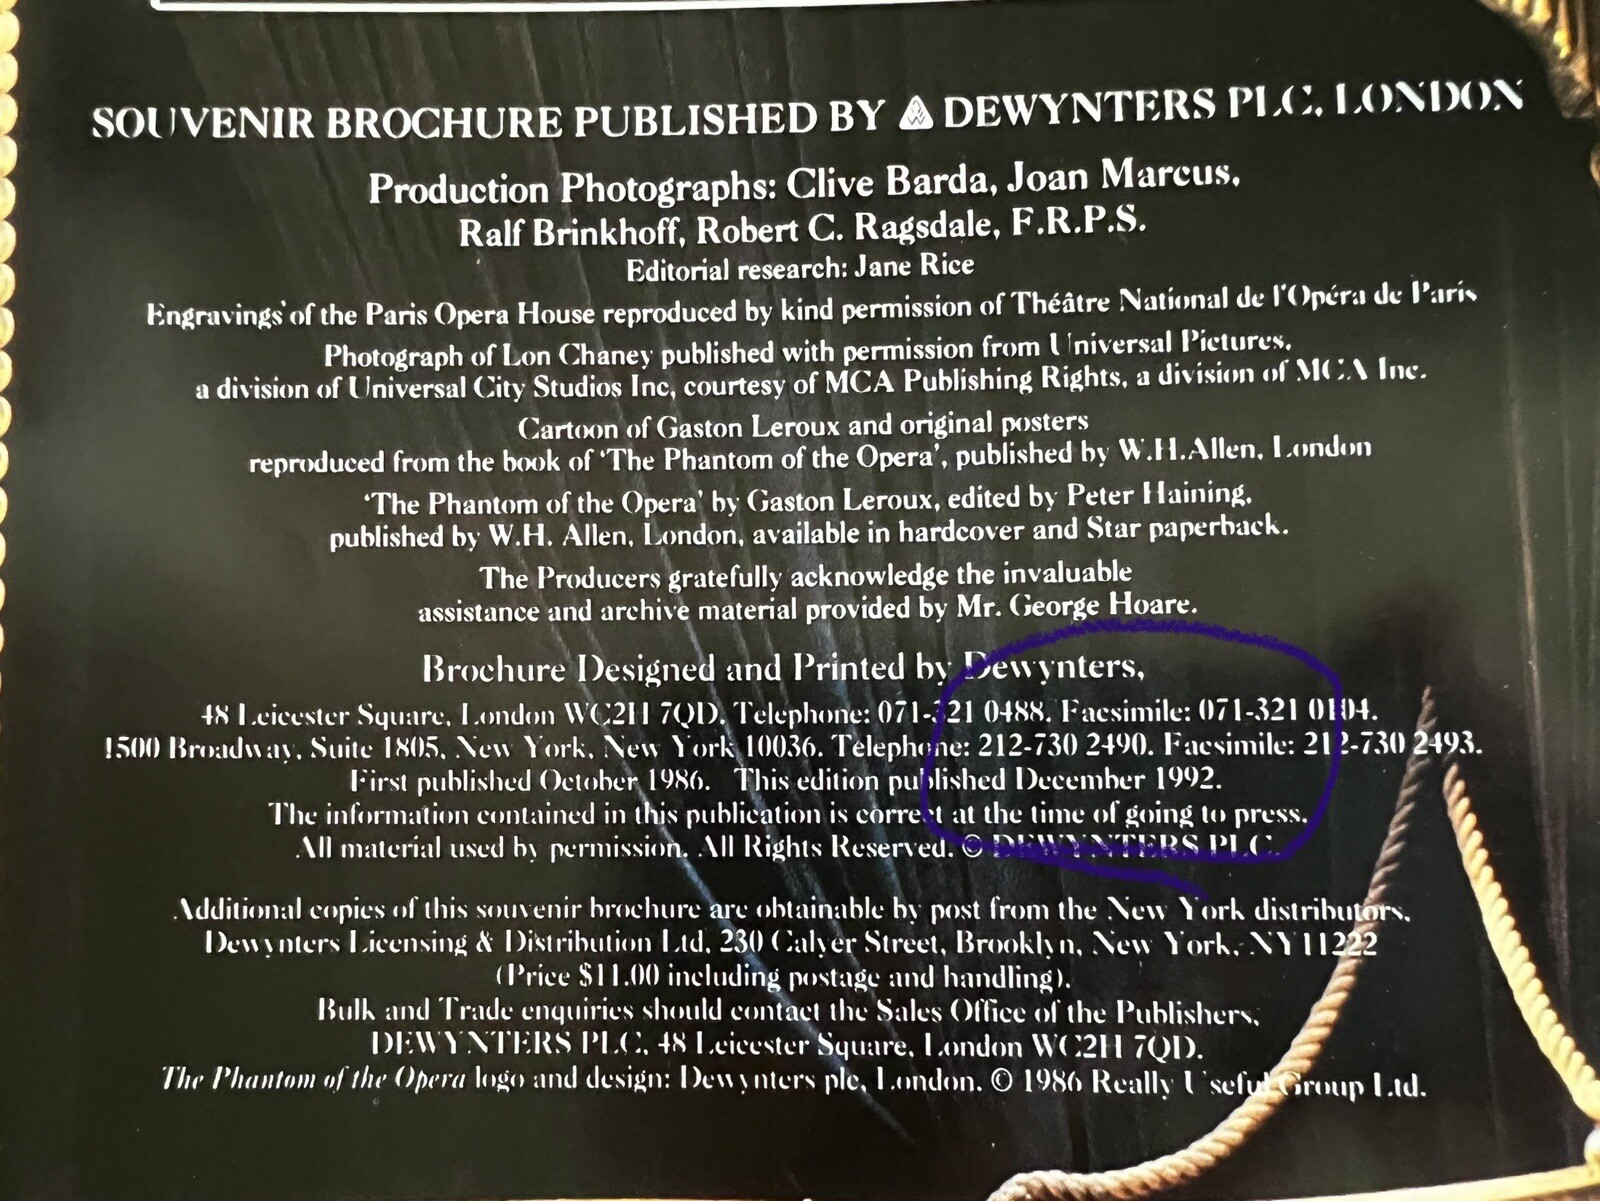 SOUVENIR BROCHURE PUBLISHED BY DEWYNTERS PLC, LONDON
Production Photographs: Clive Barda, Joan Marcus,
Ralf Brinkhoff, Robert C. Ragsdale, F.R.P.S.
Editorial research: Jane Rice
Engravings of the Paris Opera House reproduced by kind permission of Théâtre National de l'Opéra de Paris
Photograph of Lon Chaney published with permission from Universal Pictures,
a division of Universal City Studios Inc, courtesy of MCA Publishing Rights, a division of MCA Inc.
Cartoon of Gaston Leroux and original posters
reproduced from the book of 'The Phantom of the Opera', published by W.H.Allen, London
'The Phantom of the Opera' by Gaston Leroux, edited by Peter Haining,
published by W.H. Allen, London, available in hardcover and Star paperback.
The Producers gratefully acknowledge the invaluable
assistance and archive material provided by Mr. George Hoare.
Brochure Designed and Printed by Dewynters,
48 Leicester Square, London WC2H 7QD. Telephone: 071-321 0488. Facsimile: 071-321 0104.
1500 Broadway, Suite 1805, New York, New York 10036. Telephone: 212-730 2490. Facsimile: 212-730 2493.
First published October 1986. This edition published December 1992.
The information contained in this publication is correct at the time of going to press.
All material used by permission. All Rights Reserved. © DEWYNTERS PLC.
Additional copies of this souvenir brochure are obtainable by post from the New York distributors,
Dewynters Licensing & Distribution Ltd, 230 Calyer Street, Brooklyn, New York, NY 11222
(Price $11.00 including postage and handling).
Bulk and Trade enquiries should contact the Sales Office of the Publishers,
DEWYNTERS PLC, 48 Leicester Square, London WC2H 7QD.
The Phantom of the Opera logo and design: Dewynters plc, London. © 1986 Really Useful Group Ltd.